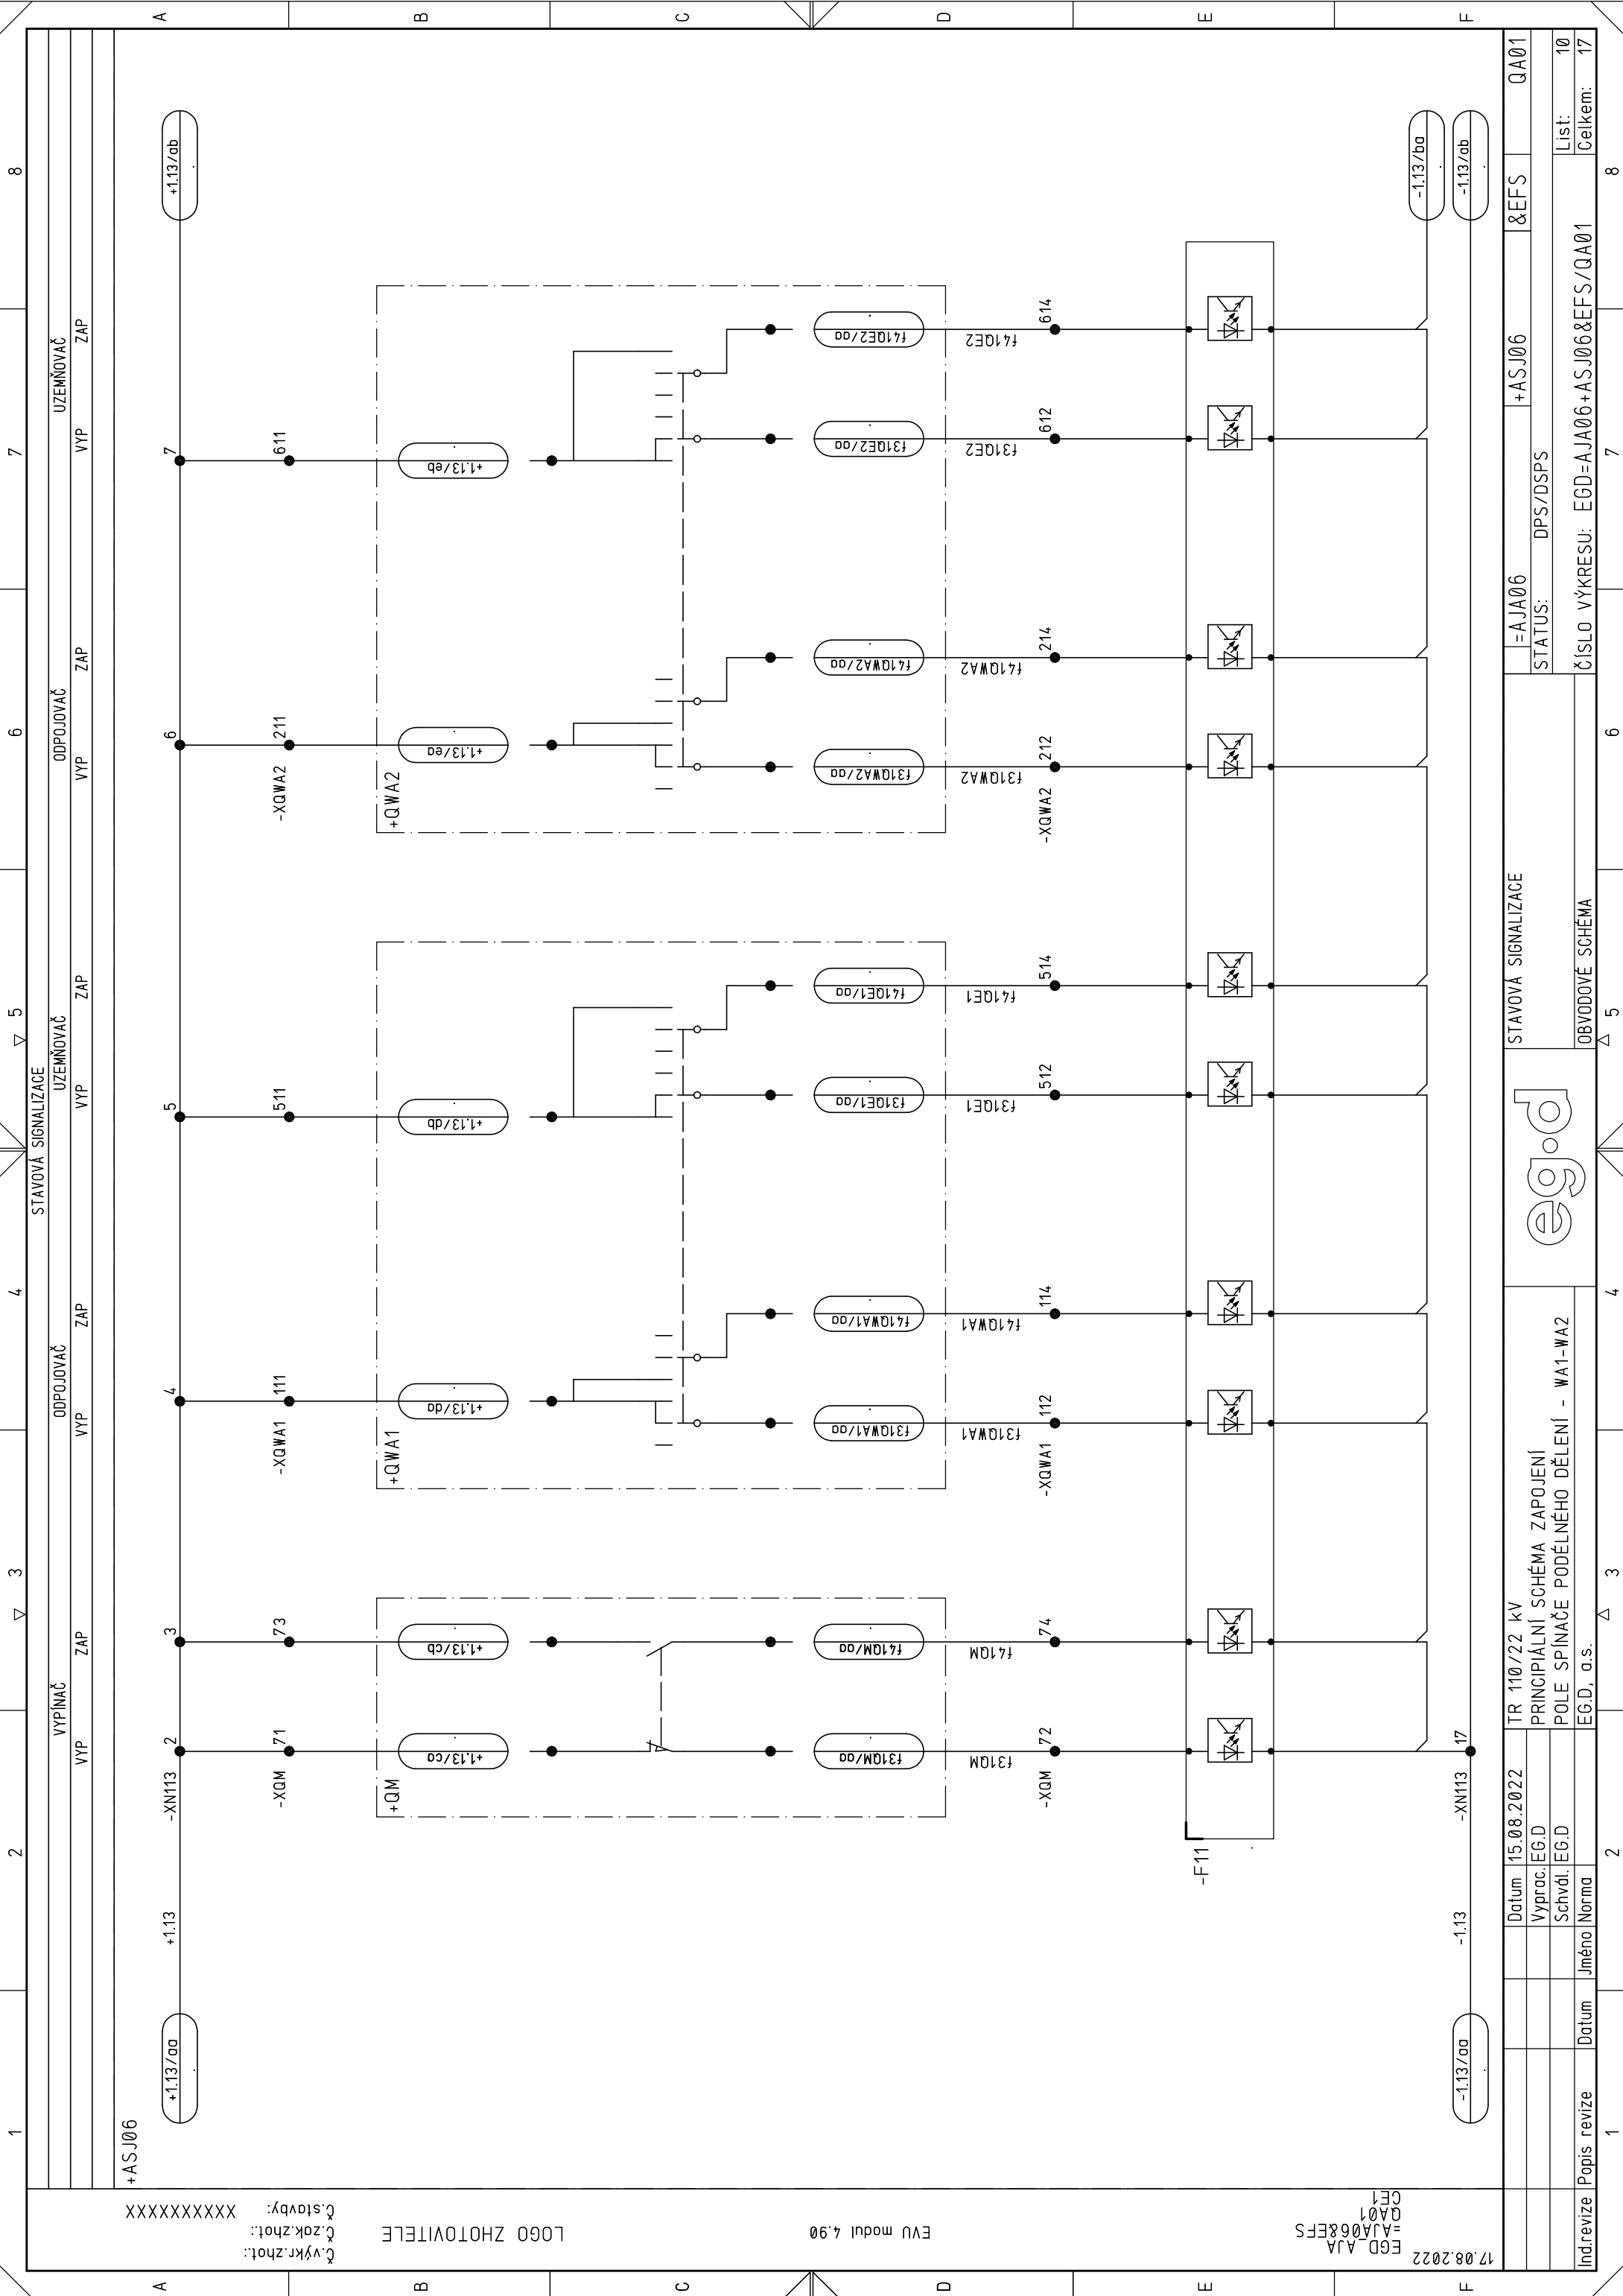 1 2 3 4 5 6 7 8
STAVOVÁ SIGNALIZACE
VYPÍNAČ ODPOJOVAČ UZEMŇOVAČ ODPOJOVAČ UZEMŇOVAČ
VYP ZAP VYP ZAP VYP ZAP VYP ZAP VYP ZAP
A A
+ASJ06
+1.13/aa +1.13 -XN113 2 3 4 5 6 7 +1.13/ab
-XQM 71 73 -XQWA1 111 511 -XQWA2 211 611
B B
+QM +QWA1 +QWA2
+1.13/ca +1.13/cb +1.13/da +1.13/db +1.13/ea +1.13/eb
C C
f31QM/aa f41QM/aa f31QWA1/aa f41QWA1/aa f31QE1/aa f41QE1/aa f31QWA2/aa f41QWA2/aa f31QE2/aa f41QE2/aa
D D
f31QM f41QM f31QWA1 f41QWA1 f31QE1 f41QE1 f31QWA2 f41QWA2 f31QE2 f41QE2
-XQM 72 74 -XQWA1 112 114 512 514 -XQWA2 212 214 612 614
E E
-F11
-1.13/ba
-1.13/aa -1.13 -XN113 17 -1.13/ab
F F
Č.výkr.zhot.:
Č.zak.zhot.:
Č.stavby: XXXXXXXXXX
LOGO ZHOTOVITELE
EVU modul 4.90
EGD_AJA
=AJA06&EFS
QA01
CE1
17.08.2022
Ind.revize Popis revize Datum Jméno Norma
Datum 15.08.2022
Vyprac. EG.D
Schvál. EG.D
TR 110/22 kV
PRINCIPIÁLNÍ SCHÉMA ZAPOJENÍ
POLE SPÍNAČE PODÉLNÉHO DĚLENÍ - WA1-WA2
EG.D, a.s.
eg·d
STAVOVÁ SIGNALIZACE
OBVODOVÉ SCHÉMA
=AJA06 +ASJ06 &EFS QA01
STATUS: DPS/DSPS
ČÍSLO VÝKRESU: EGD=AJA06+ASJ06&EFS/QA01
List: 10
Celkem: 17
1 2 3 4 5 6 7 8